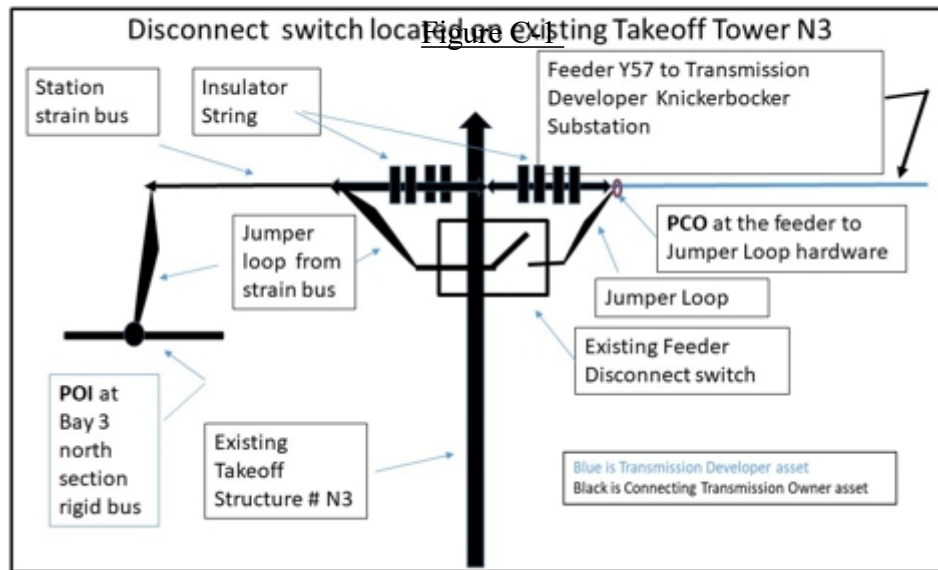 Disconnect switch located on existing Takeoff Tower N3
Figure C-1
Station
strain bus
Insulator
String
Feeder Y57 to Transmission
Developer Knickerbocker
Substation
Jumper
loop from
strain bus
PCO at the feeder to
Jumper Loop hardware
Jumper Loop
Existing Feeder
Disconnect switch
POI at
Bay 3
north
section
rigid bus
Existing
Takeoff
Structure # N3
Blue is Transmission Developer asset
Black is Connecting Transmission Owner asset